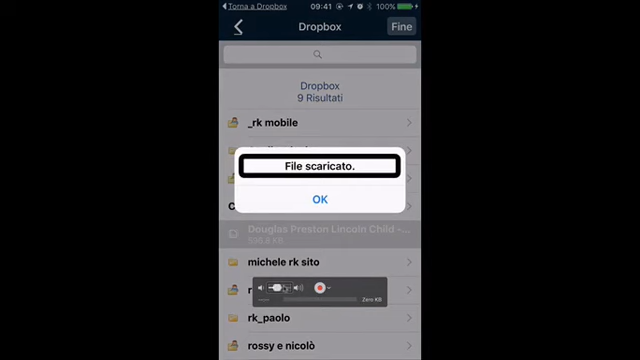 Torna a Dropbox 09:41 100%
Dropbox Fine
Dropbox
9 Risultati
_rk mobile
File scaricato.
OK
Douglas Preston Lincoln Child -...
michele rk sito
Zero KB
rk_paolo
rossy e nicolò